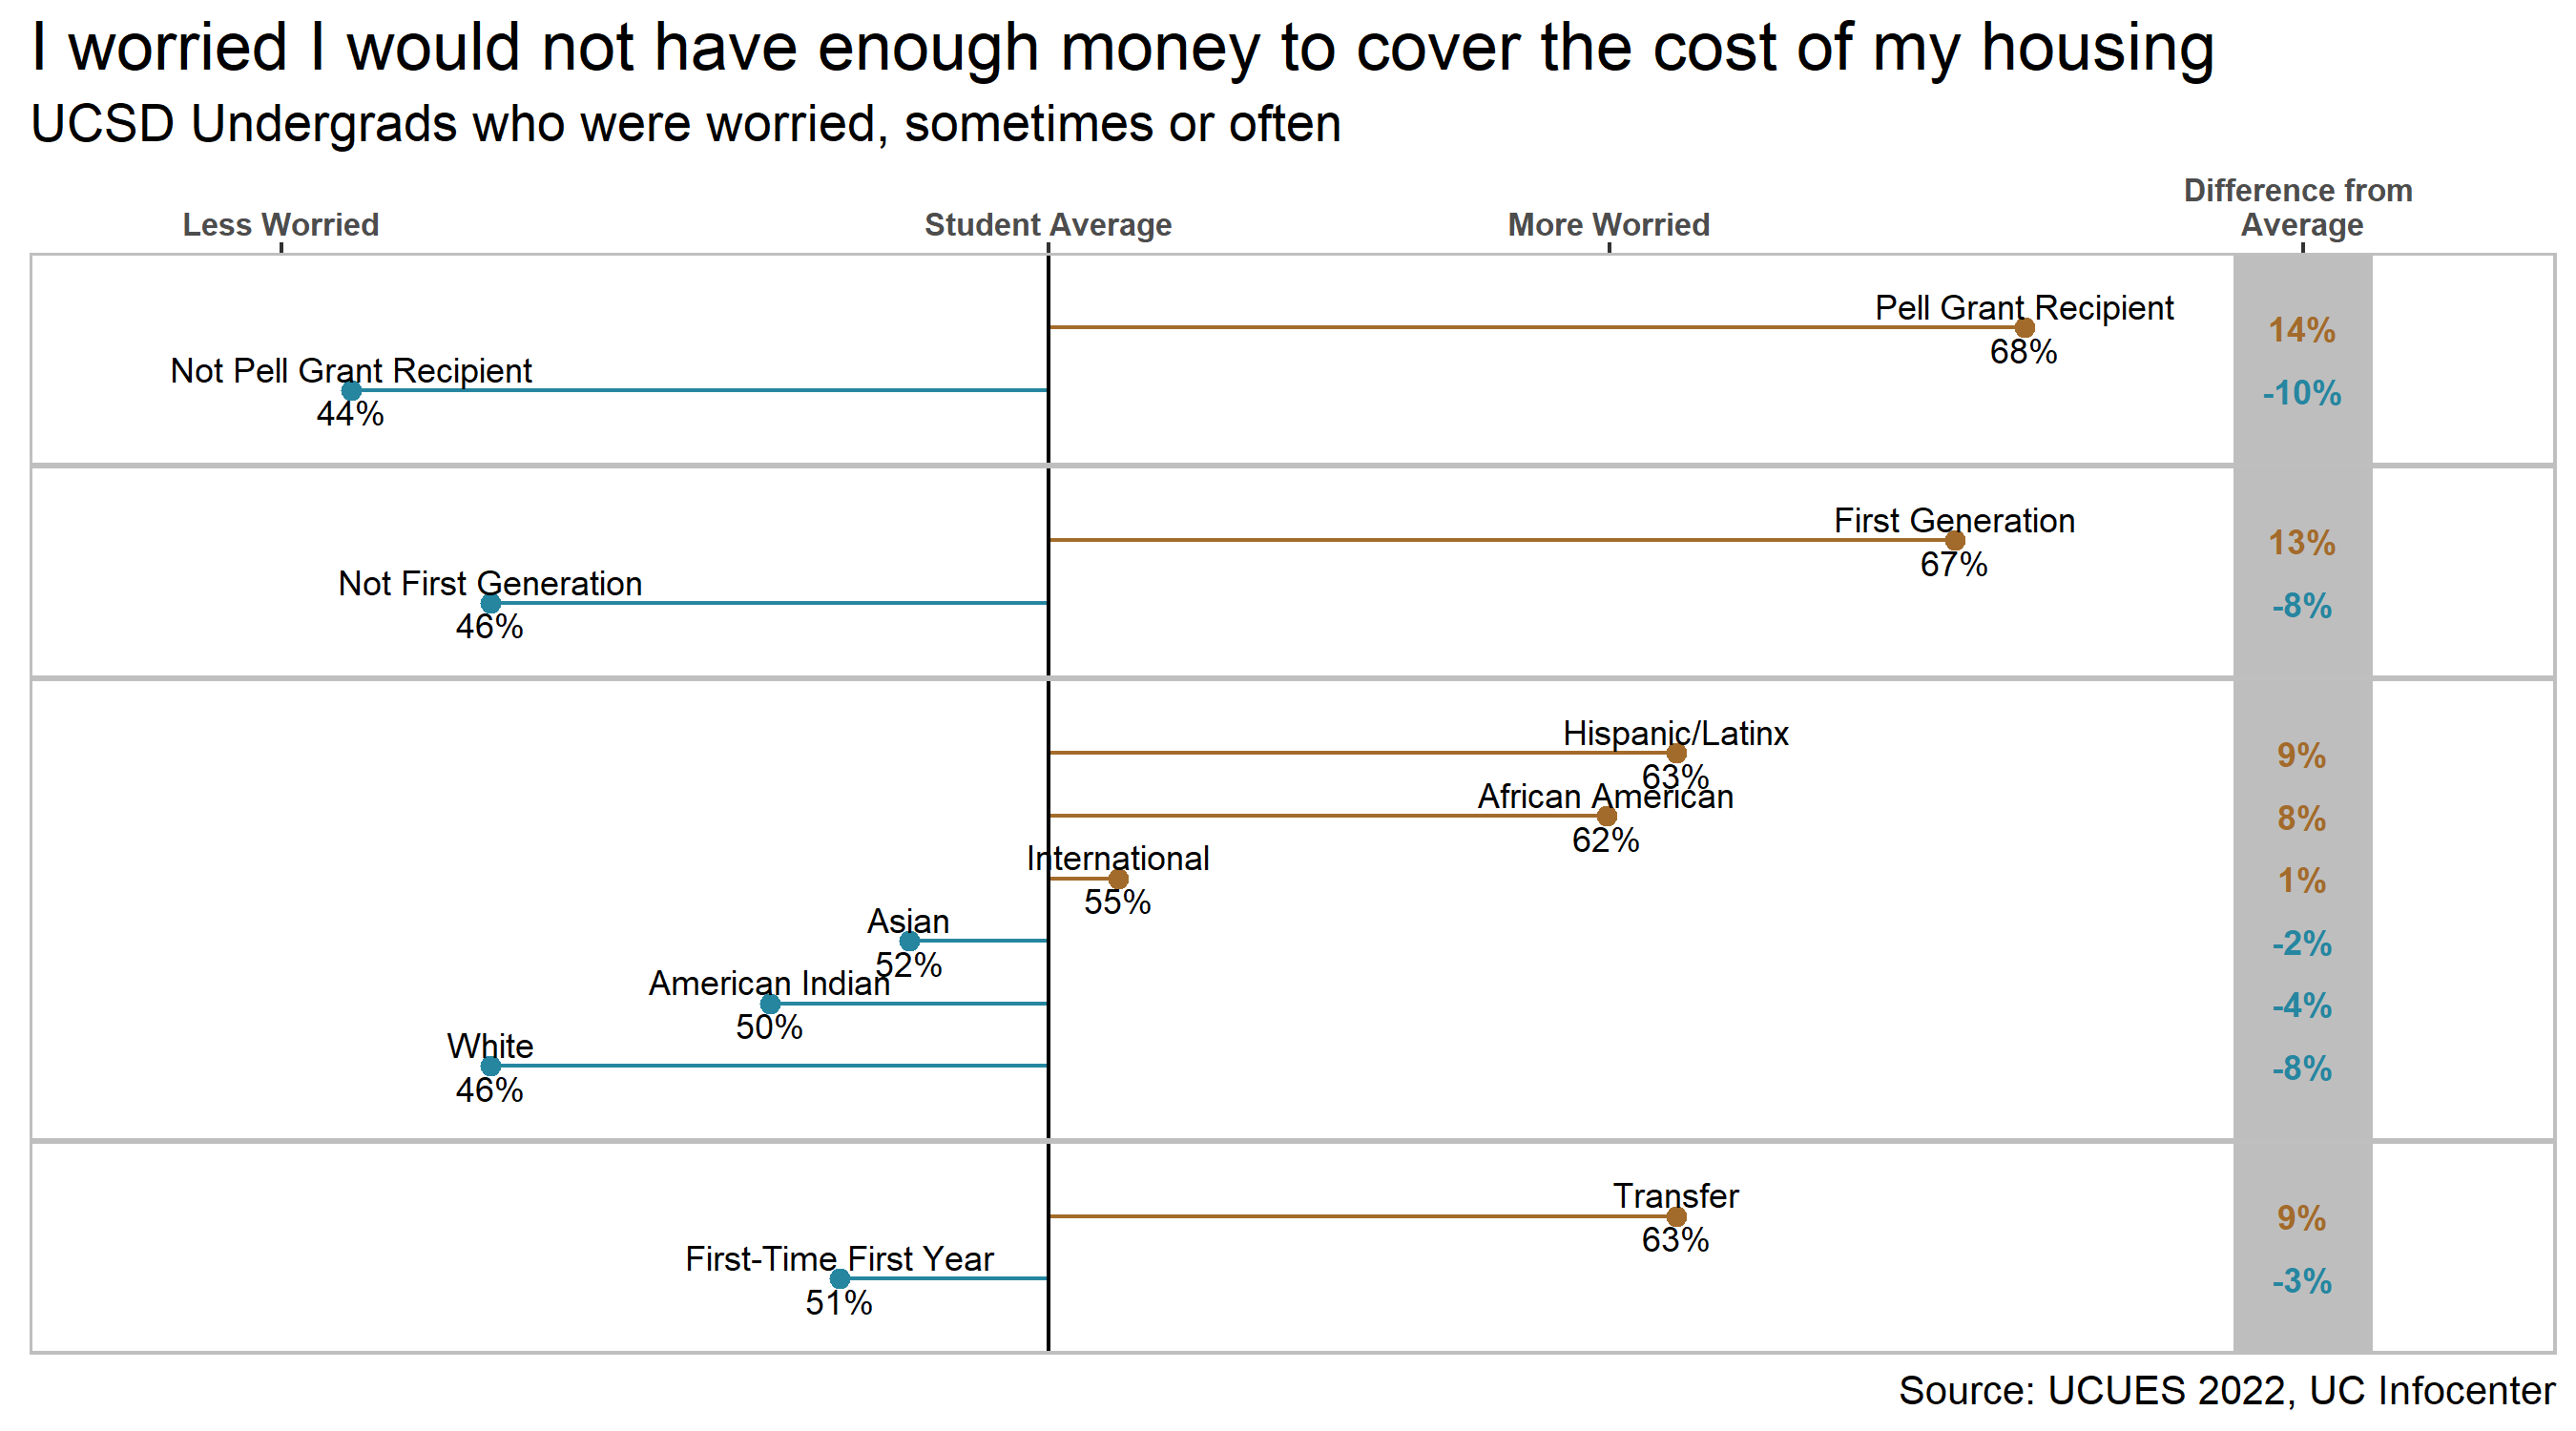 I worried I would not have enough money to cover the cost of my housing
UCSD Undergrads who were worried, sometimes or often
Less Worried
Student Average
More Worried
Difference from
Average
Pell Grant Recipient
68%
14%
Not Pell Grant Recipient
44%
-10%
First Generation
67%
13%
Not First Generation
46%
-8%
Hispanic/Latinx
63%
9%
African American
62%
8%
International
55%
1%
Asian
52%
-2%
American Indian
50%
-4%
White
46%
-8%
Transfer
63%
9%
First-Time First Year
51%
-3%
Source: UCUES 2022, UC Infocenter